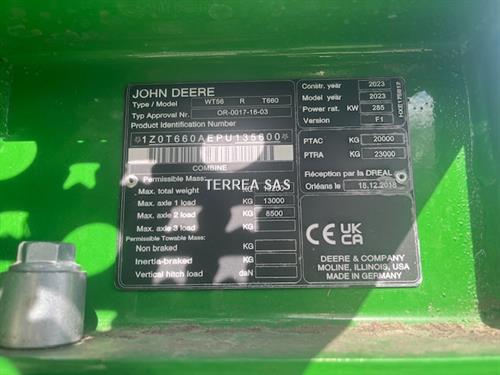 JOHN DEERE
Type / Model WT56 R T660
Typ Approval Nr. OR-0017-16-03
Product Identification Number
*1Z0T660AEPU135600*
COMBINE
Permissible Mass:
Max. total weight KG
TERREA SAS
Max. axle 1 load KG 13000
Max. axle 2 load KG 8500
Max. axle 3 load KG
Permissible Towable Mass:
Non braked KG
Inertia-braked KG
Vertical hitch load daN
Constr. year 2023
Model year 2023
Power rat. KW 285
Version F1
PTAC KG 20000
PTRA KG 23000
Réception par la DREAL
Orléans le 18.12.2018
CE UK
CA
DEERE & COMPANY
MOLINE, ILLINOIS, USA
MADE IN GERMANY